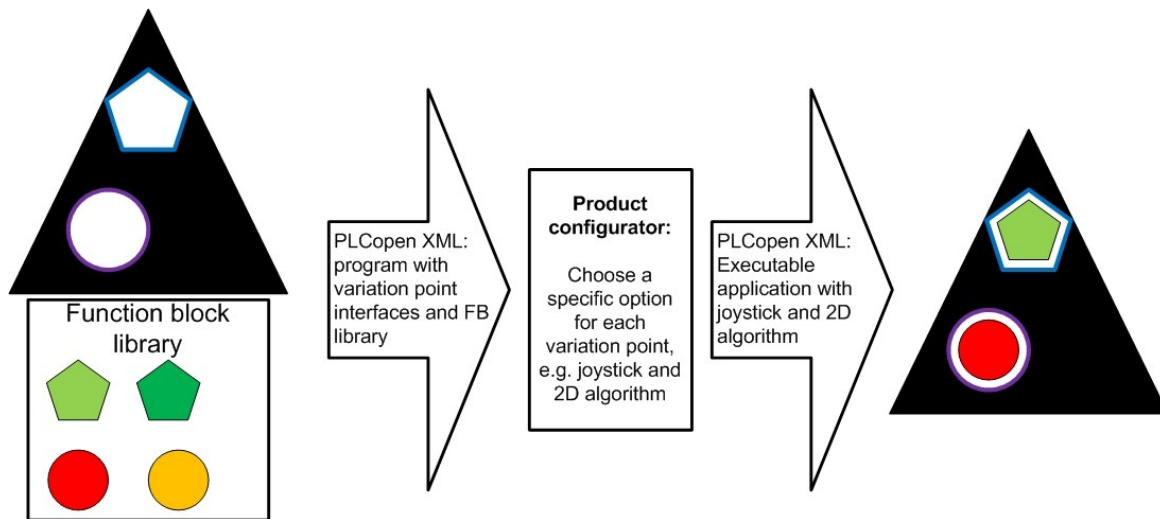 Function block
library
PLCopen XML:
program with
variation point
interfaces and FB
library
Product
configurator:
Choose a
specific option
for each
variation point,
e.g. joystick and
2D algorithm
PLCopen XML:
Executable
application with
joystick and 2D
algorithm